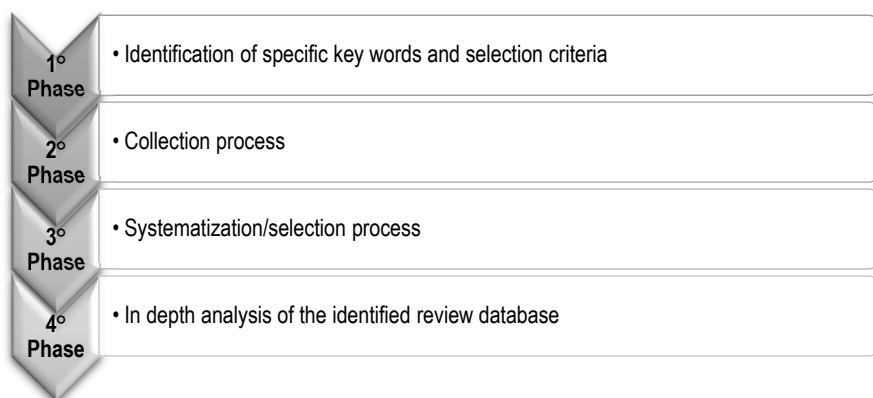 1°
Phase
• Identification of specific key words and selection criteria
2°
Phase
• Collection process
3°
Phase
• Systematization/selection process
4°
Phase
• In depth analysis of the identified review database